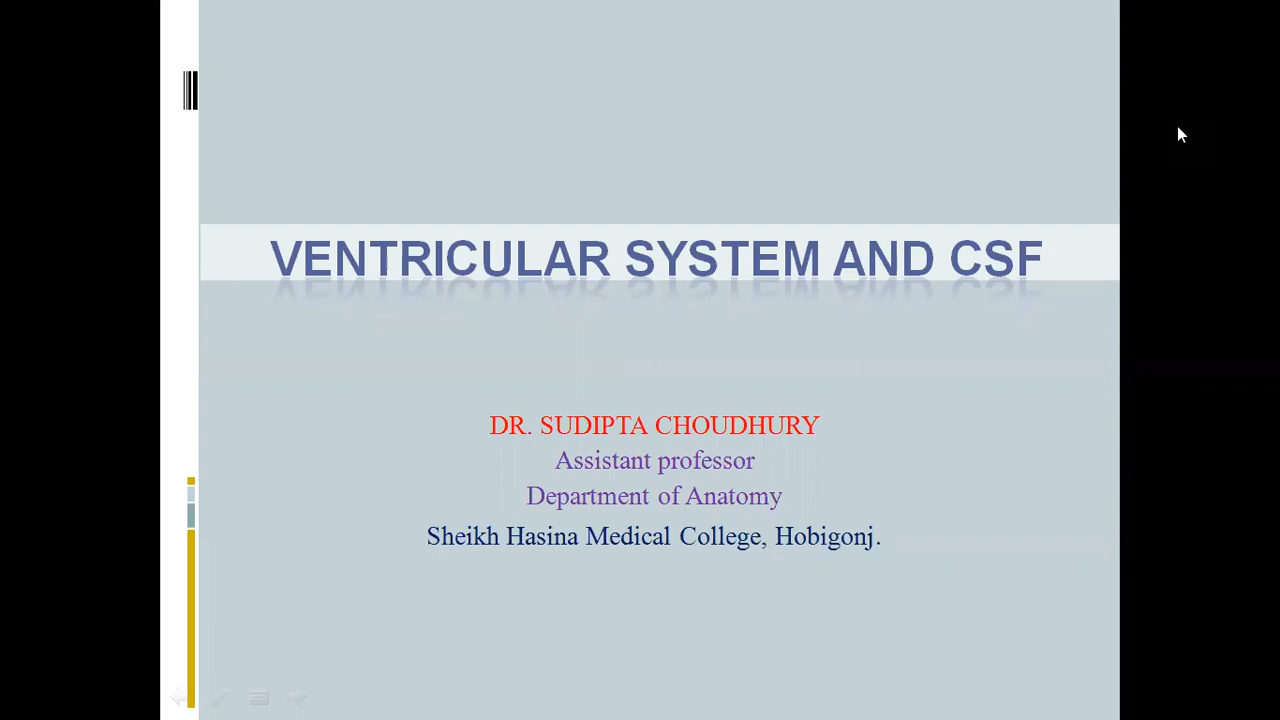 VENTRICULAR SYSTEM AND CSF
DR. SUDIPTA CHOUDHURY
Assistant professor
Department of Anatomy
Sheikh Hasina Medical College, Hobigonj.